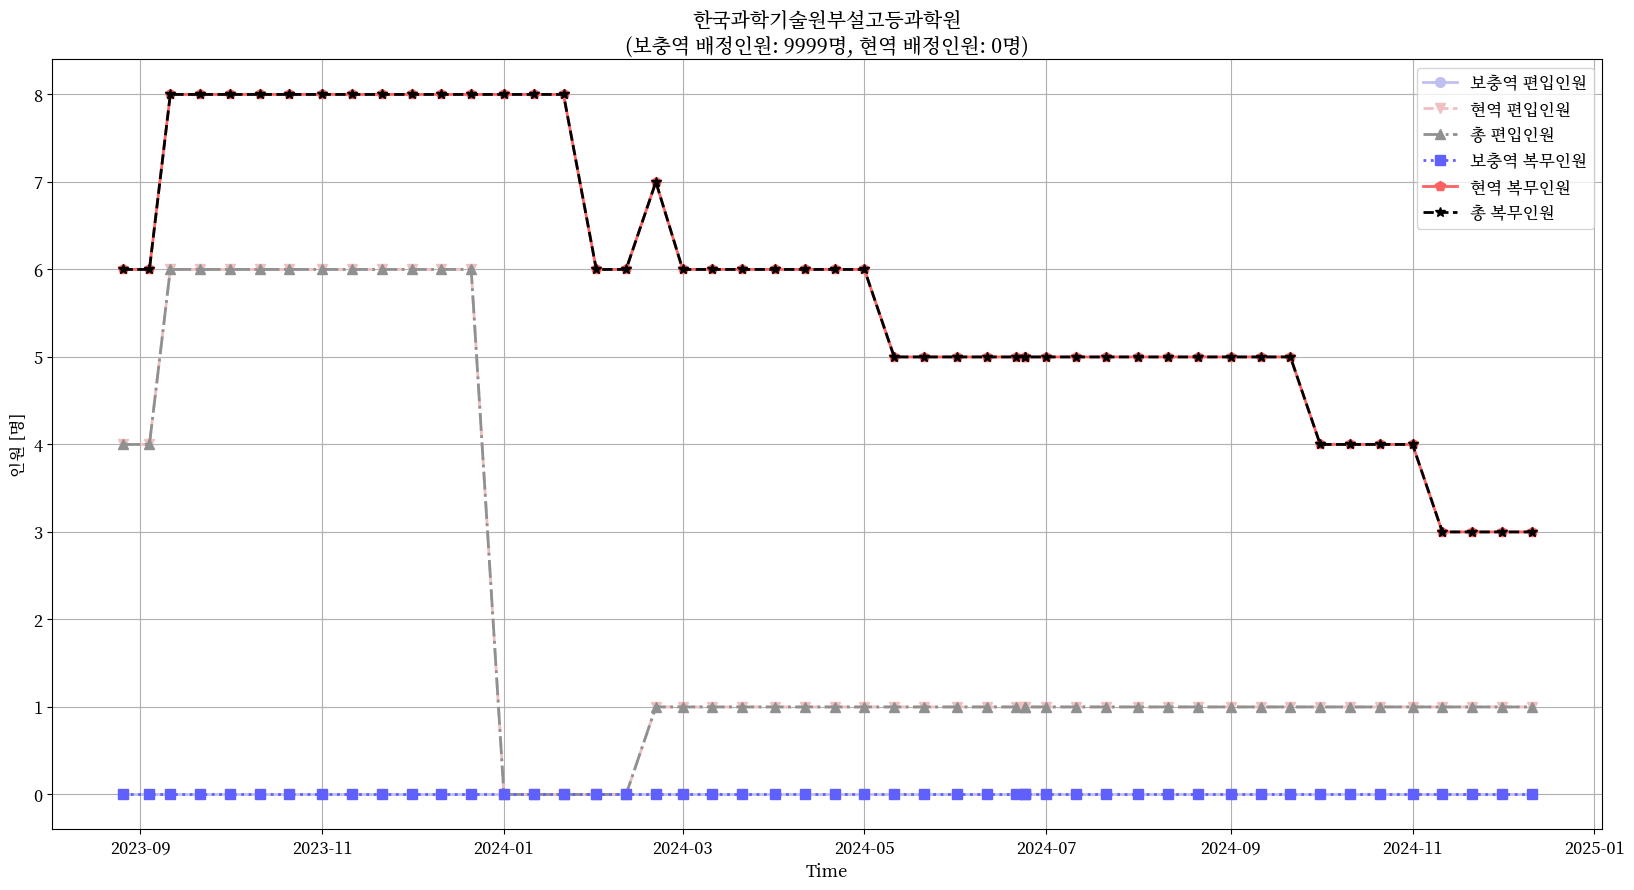 한국과학기술원부설고등과학원
(보충역 배정인원: 9999명, 현역 배정인원: 0명)
보충역 편입인원
현역 편입인원
총 편입인원
보충역 복무인원
현역 복무인원
총 복무인원
인원 [명]
8
7
6
5
4
3
2
1
0
2023-09
2023-11
2024-01
2024-03
2024-05
2024-07
2024-09
2024-11
2025-01
Time